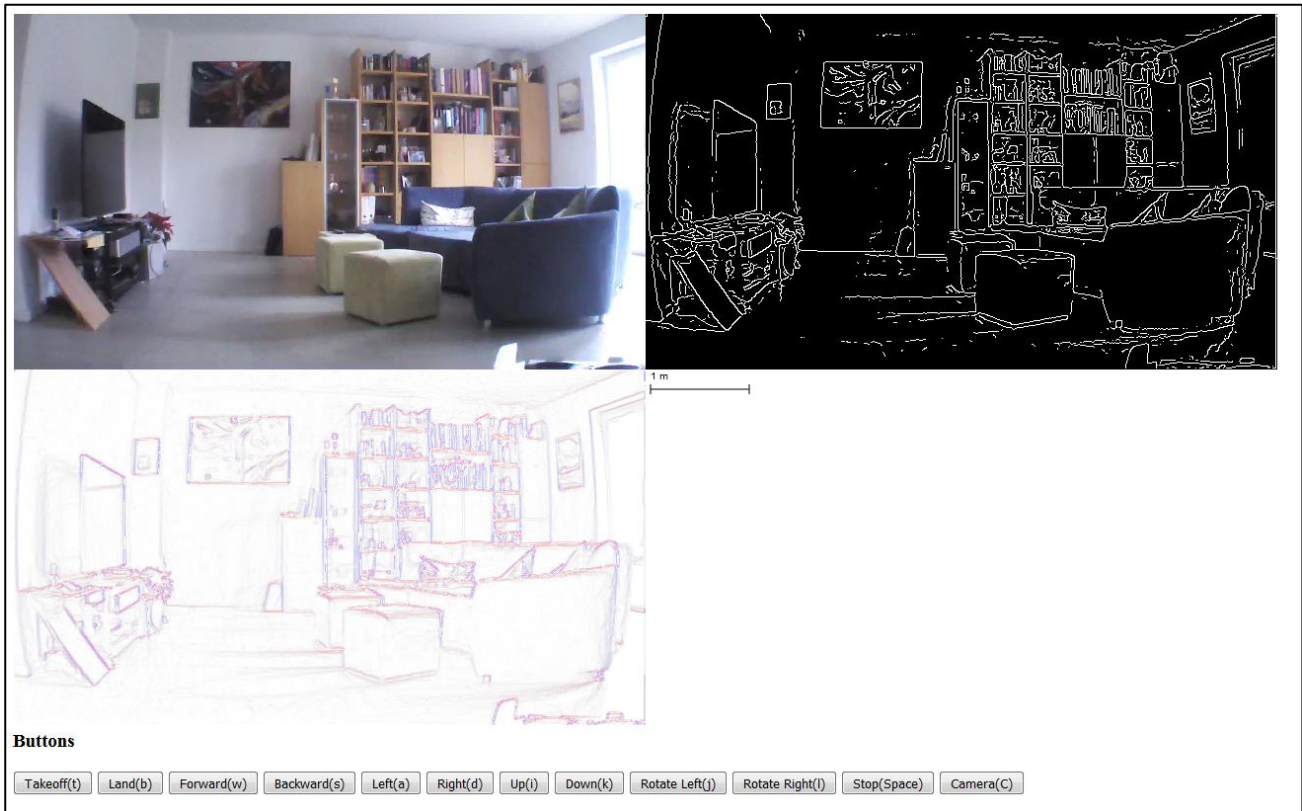 1 m
Buttons
Takeoff(t) Land(b) Forward(w) Backward(s) Left(a) Right(d) Up(i) Down(k) Rotate Left(j) Rotate Right(l) Stop(Space) Camera(C)